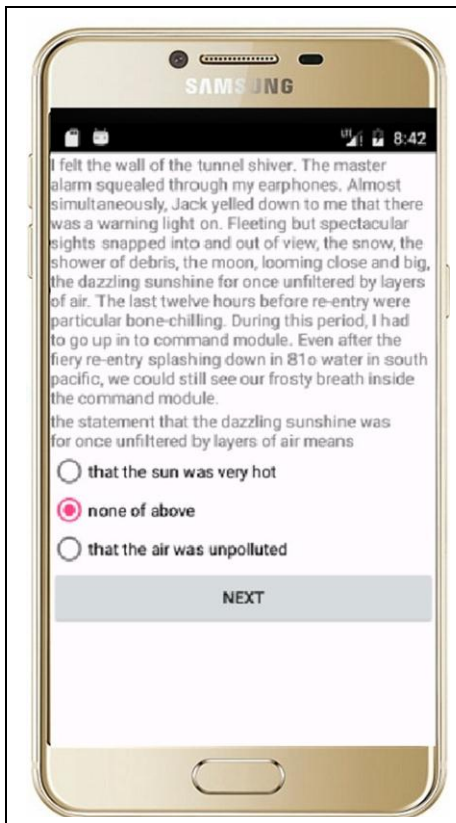 SAMSUNG
8:42
I felt the wall of the tunnel shiver. The master
alarm squealed through my earphones. Almost
simultaneously, Jack yelled down to me that there
was a warning light on. Fleeting but spectacular
sights snapped into and out of view, the snow, the
shower of debris, the moon, looming close and big,
the dazzling sunshine for once unfiltered by layers
of air. The last twelve hours before re-entry were
particular bone-chilling. During this period, I had
to go up in to command module. Even after the
fiery re-entry splashing down in 81o water in south
pacific, we could still see our frosty breath inside
the command module.
the statement that the dazzling sunshine was
for once unfiltered by layers of air means
that the sun was very hot
none of above
that the air was unpolluted
NEXT